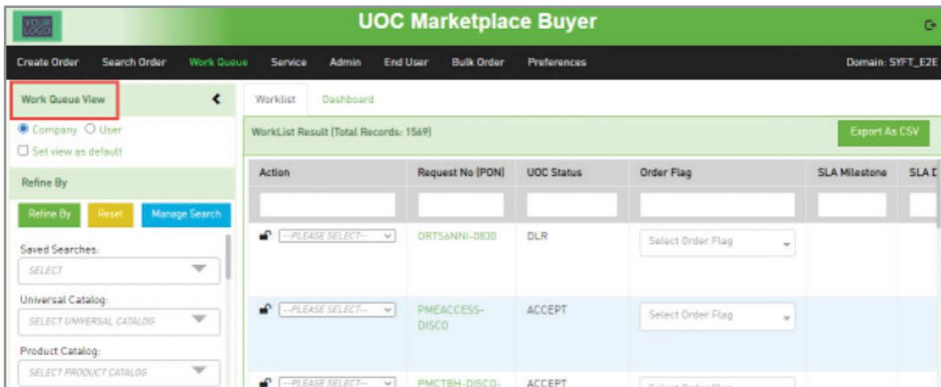 YOUR
LOGO
UOC Marketplace Buyer
Create Order Search Order Work Queue Service Admin End User Bulk Order Preferences Domain: SYFT_E2E
Work Queue View
Company User
Set view as default
Refine By
Refine By Reset Manage Search
Saved Searches:
SELECT
Universal Catalog:
SELECT UNIVERSAL CATALOG
Product Catalog:
SELECT PRODUCT CATALOG
Worklist Dashboard
WorkList Result (Total Records: 1569) Export As CSV
Action Request No (PON) UOC Status Order Flag SLA Milestone SLA
--PLEASE SELECT-- DRTS6NNI-0830 DLR Select Order Flag
--PLEASE SELECT-- PMEACCESS- ACCEPT Select Order Flag
DISCO
--PLEASE SELECT-- PMCTBH-DISCO- ACCEPT Select Order Flag